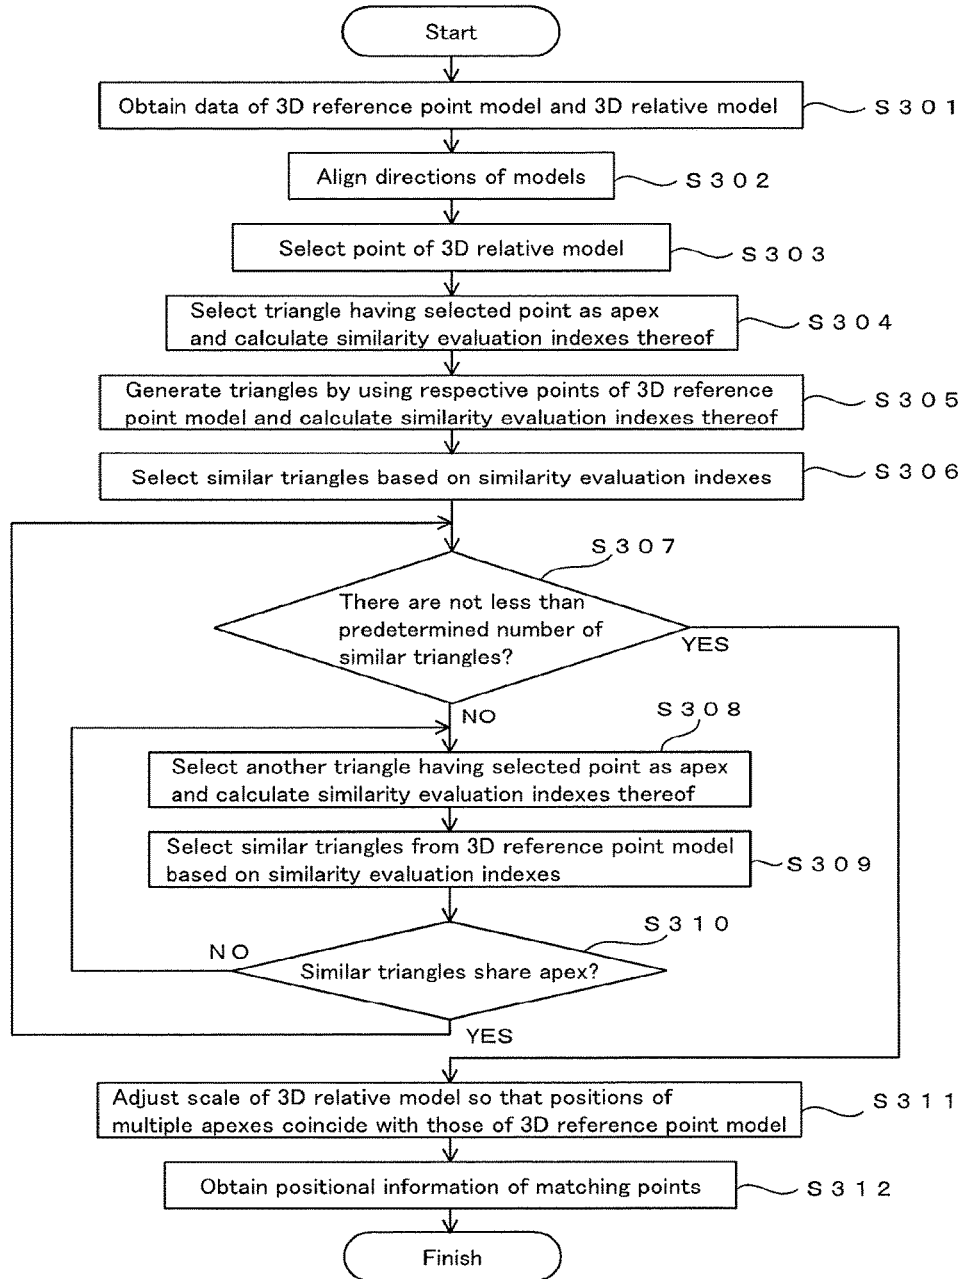 Start
Obtain data of 3D reference point model and 3D relative model
S301
Align directions of models
S302
Select point of 3D relative model
S303
Select triangle having selected point as apex
and calculate similarity evaluation indexes thereof
S304
Generate triangles by using respective points of 3D reference
point model and calculate similarity evaluation indexes thereof
S305
Select similar triangles based on similarity evaluation indexes
S306
S307
There are not less than
predetermined number of
similar triangles?
YES
NO
S308
Select another triangle having selected point as apex
and calculate similarity evaluation indexes thereof
Select similar triangles from 3D reference point model
based on similarity evaluation indexes
S309
S310
NO
Similar triangles share apex?
YES
Adjust scale of 3D relative model so that positions of
multiple apexes coincide with those of 3D reference point model
S311
Obtain positional information of matching points
S312
Finish